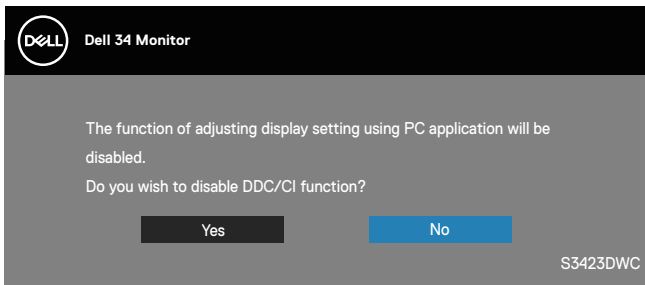 DELL
Dell 34 Monitor
The function of adjusting display setting using PC application will be
disabled.
Do you wish to disable DDC/CI function?
Yes
No
S3423DWC